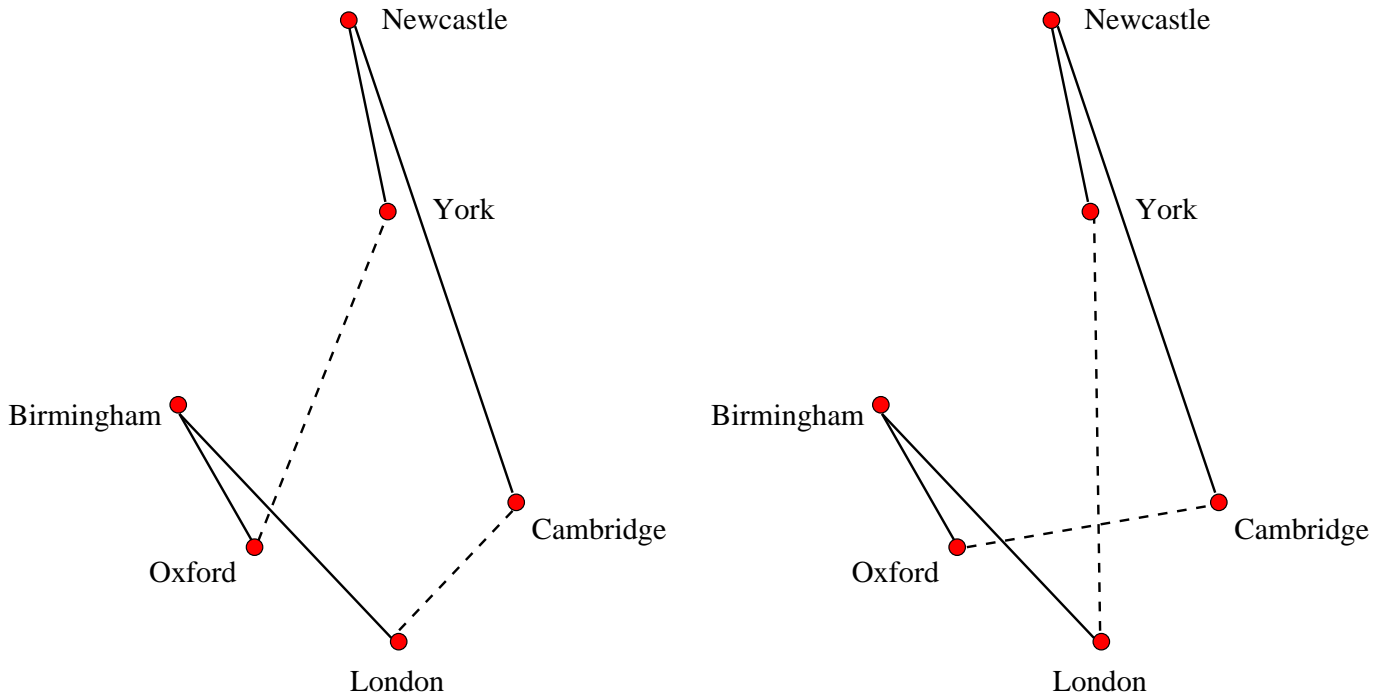 Newcastle
York
Birmingham
Cambridge
Oxford
London
Newcastle
York
Birmingham
Cambridge
Oxford
London